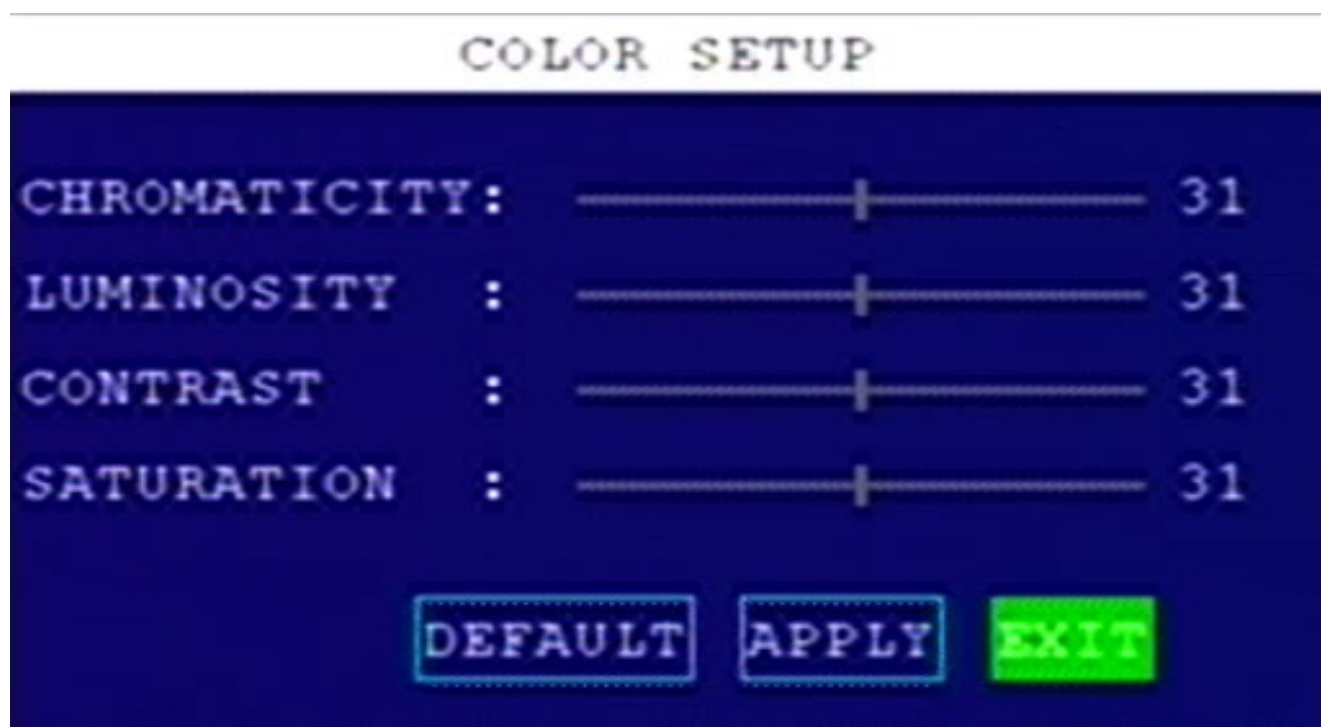 COLOR SETUP
CHROMATICITY: 31
LUMINOSITY : 31
CONTRAST : 31
SATURATION : 31
DEFAULT APPLY EXIT